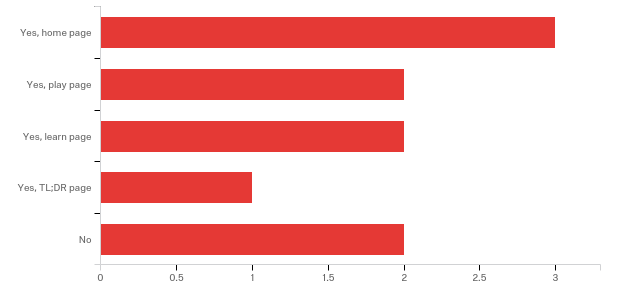 Yes, home page
Yes, play page
Yes, learn page
Yes, TL;DR page
No
0 0.5 1 1.5 2 2.5 3